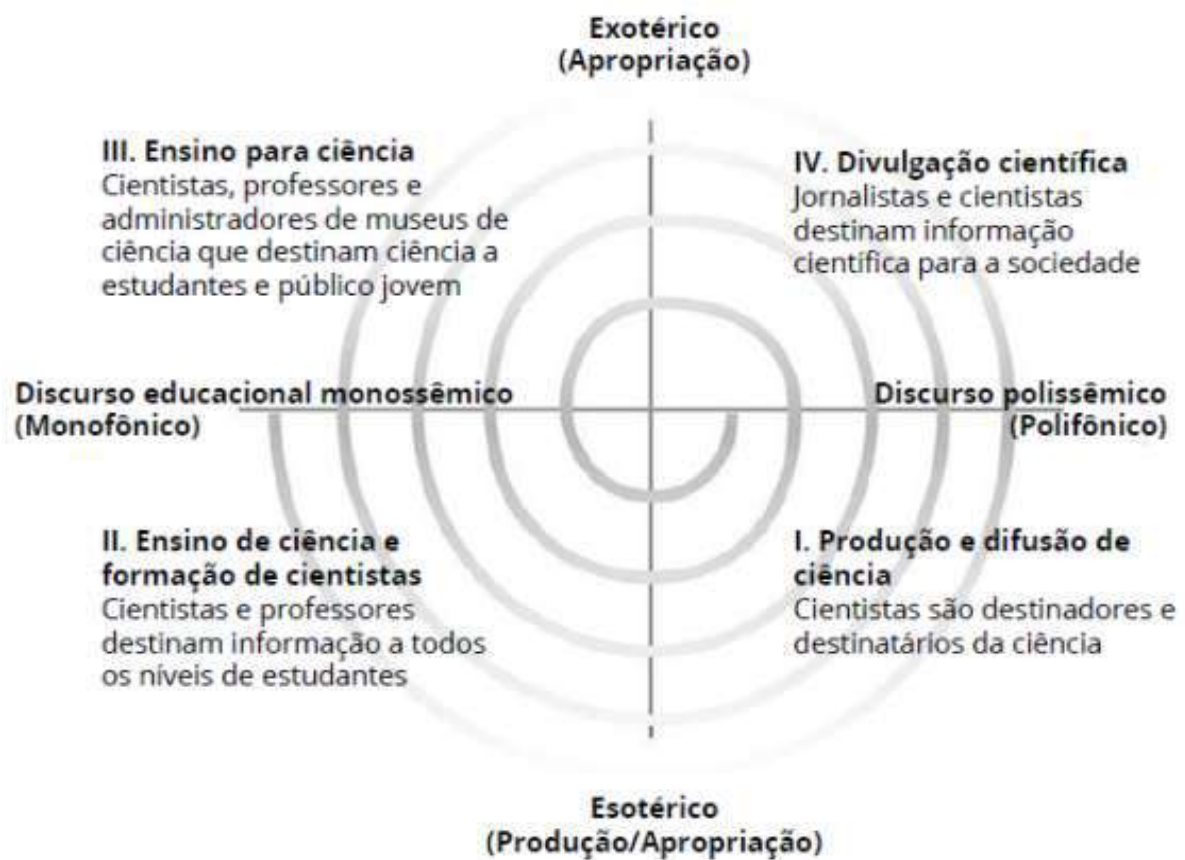 Exotérico
(Apropriação)
III. Ensino para ciência
Cientistas, professores e
administradores de museus de
ciência que destinam ciência a
estudantes e público jovem
IV. Divulgação científica
Jornalistas e cientistas
destinam informação
científica para a sociedade
Discurso educacional monossêmico
(Monofônico)
Discurso polissêmico
(Polifônico)
II. Ensino de ciência e
formação de cientistas
Cientistas e professores
destinam informação a todos
os níveis de estudantes
I. Produção e difusão de
ciência
Cientistas são destinadores e
destinatários da ciência
Esotérico
(Produção/Apropriação)